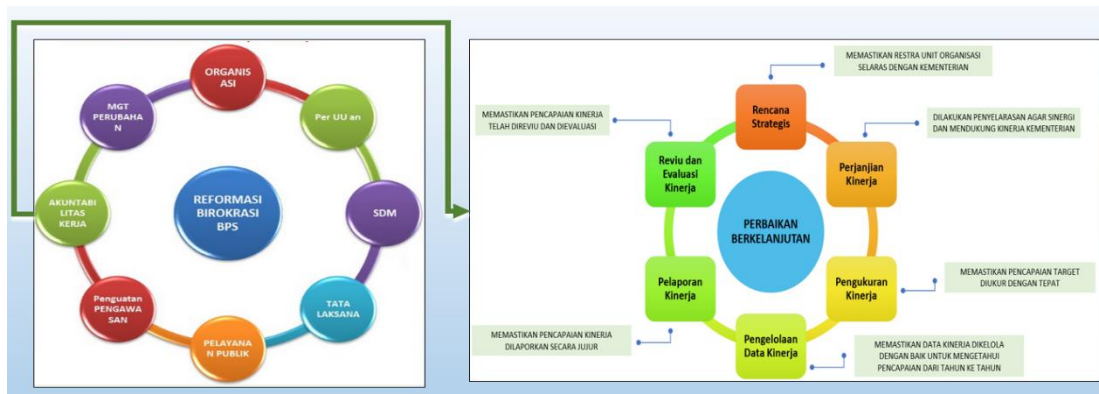 ORGANIS
ASI
Per UU an
SDM
TATA
LAKSANA
PELAYANA
N PUBLIK
Penguatan
PENGAWA
SAN
AKUNTABI
LITAS
KERJA
MGT
PERUBAHA
N
REFORMASI
BIROKRASI
BPS
MEMASTIKAN RESTRA UNIT ORGANISASI
SELARAS DENGAN KEMENTERIAN
Rencana
Strategis
DILAKUKAN PENYELARASAN AGAR SINERGI
DAN MENDUKUNG KINERJA KEMENTERIAN
Perjanjian
Kinerja
MEMASTIKAN PENCAPAIAN TARGET
DIUKUR DENGAN TEPAT
Pengukuran
Kinerja
MEMASTIKAN DATA KINERJA DIKELOLA
DENGAN BAIK UNTUK MENGETAHUI
PENCAPAIAN DARI TAHUN KE TAHUN
Pengelolaan
Data Kinerja
MEMASTIKAN PENCAPAIAN KINERJA
DILAPORKAN SECARA JUJUR
Pelaporan
Kinerja
MEMASTIKAN PENCAPAIAN KINERJA
TELAH DIREVIU DAN DIEVALUASI
Reviu dan
Evaluasi
Kinerja
PERBAIKAN
BERKELANJUTAN